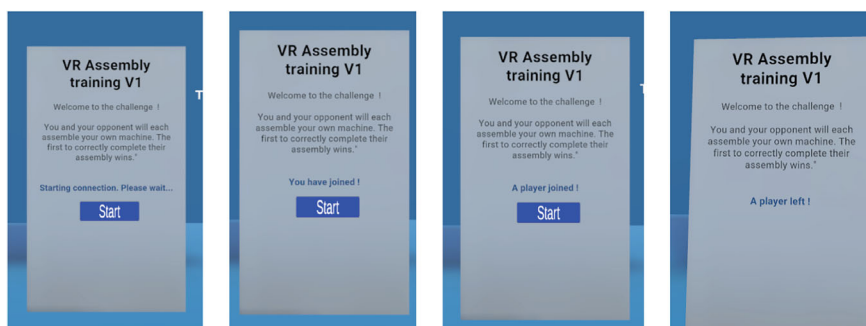 VR Assembly
training V1
Welcome to the challenge !
You and your opponent will each
assemble your own machine. The
first to correctly complete their
assembly wins."
Starting connection. Please wait...
Start
T
VR Assembly
training V1
Welcome to the challenge !
You and your opponent will each
assemble your own machine. The
first to correctly complete their
assembly wins."
You have joined !
Start
VR Assembly
training V1
Welcome to the challenge !
You and your opponent will each
assemble your own machine. The
first to correctly complete their
assembly wins."
A player joined !
Start
VR Assembly
training V1
Welcome to the challenge !
You and your opponent will each
assemble your own machine. The
first to correctly complete their
assembly wins."
A player left !